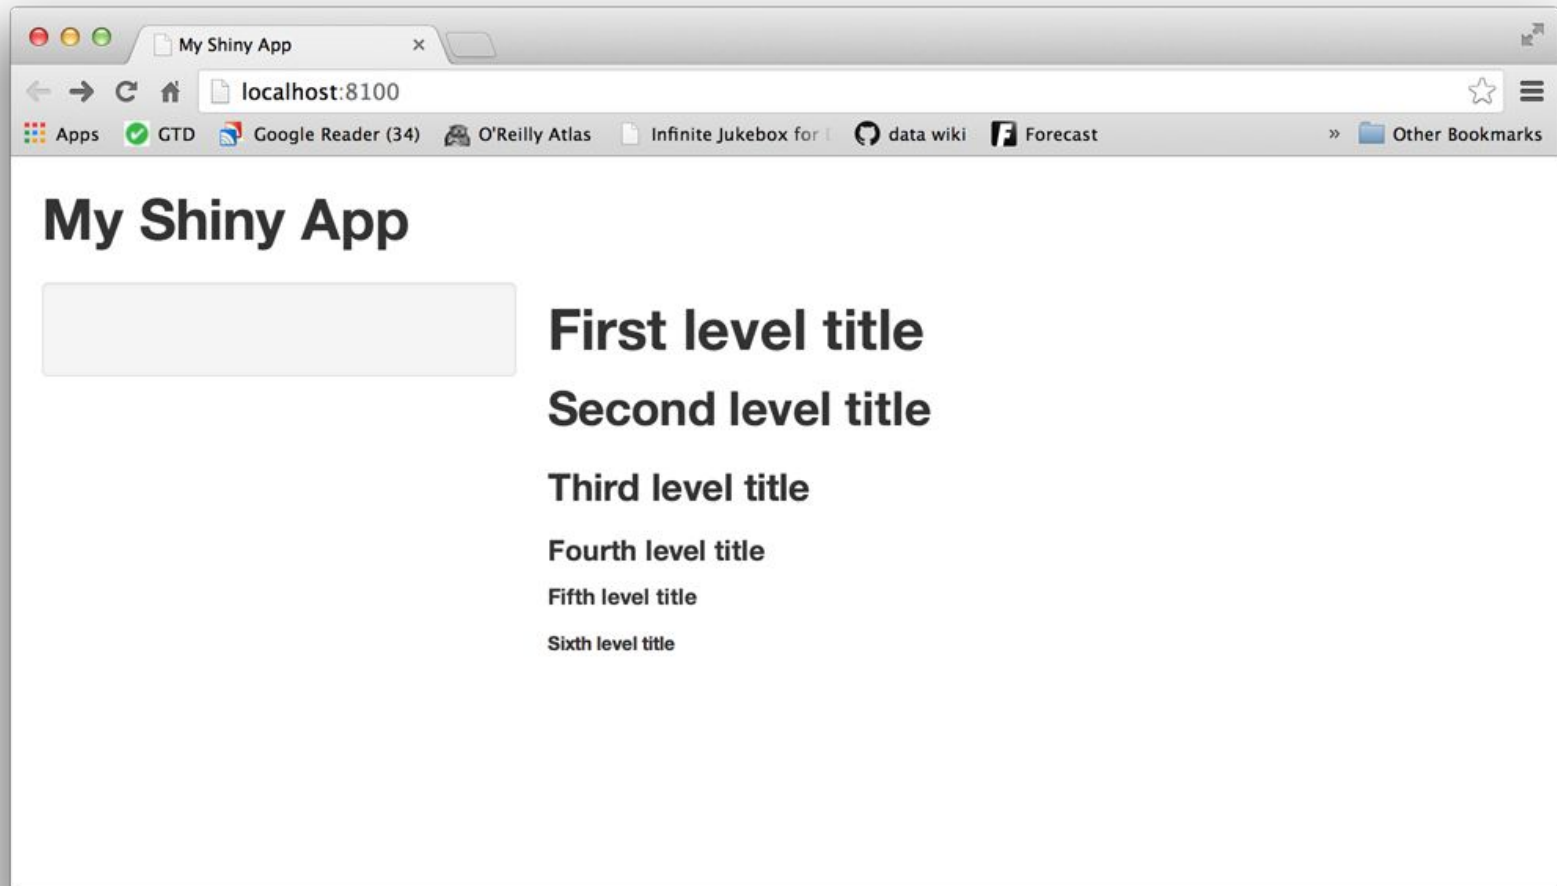 My Shiny App
localhost:8100
Apps GTD Google Reader (34) O'Reilly Atlas Infinite Jukebox for data wiki Forecast » Other Bookmarks
My Shiny App
First level title
Second level title
Third level title
Fourth level title
Fifth level title
Sixth level title